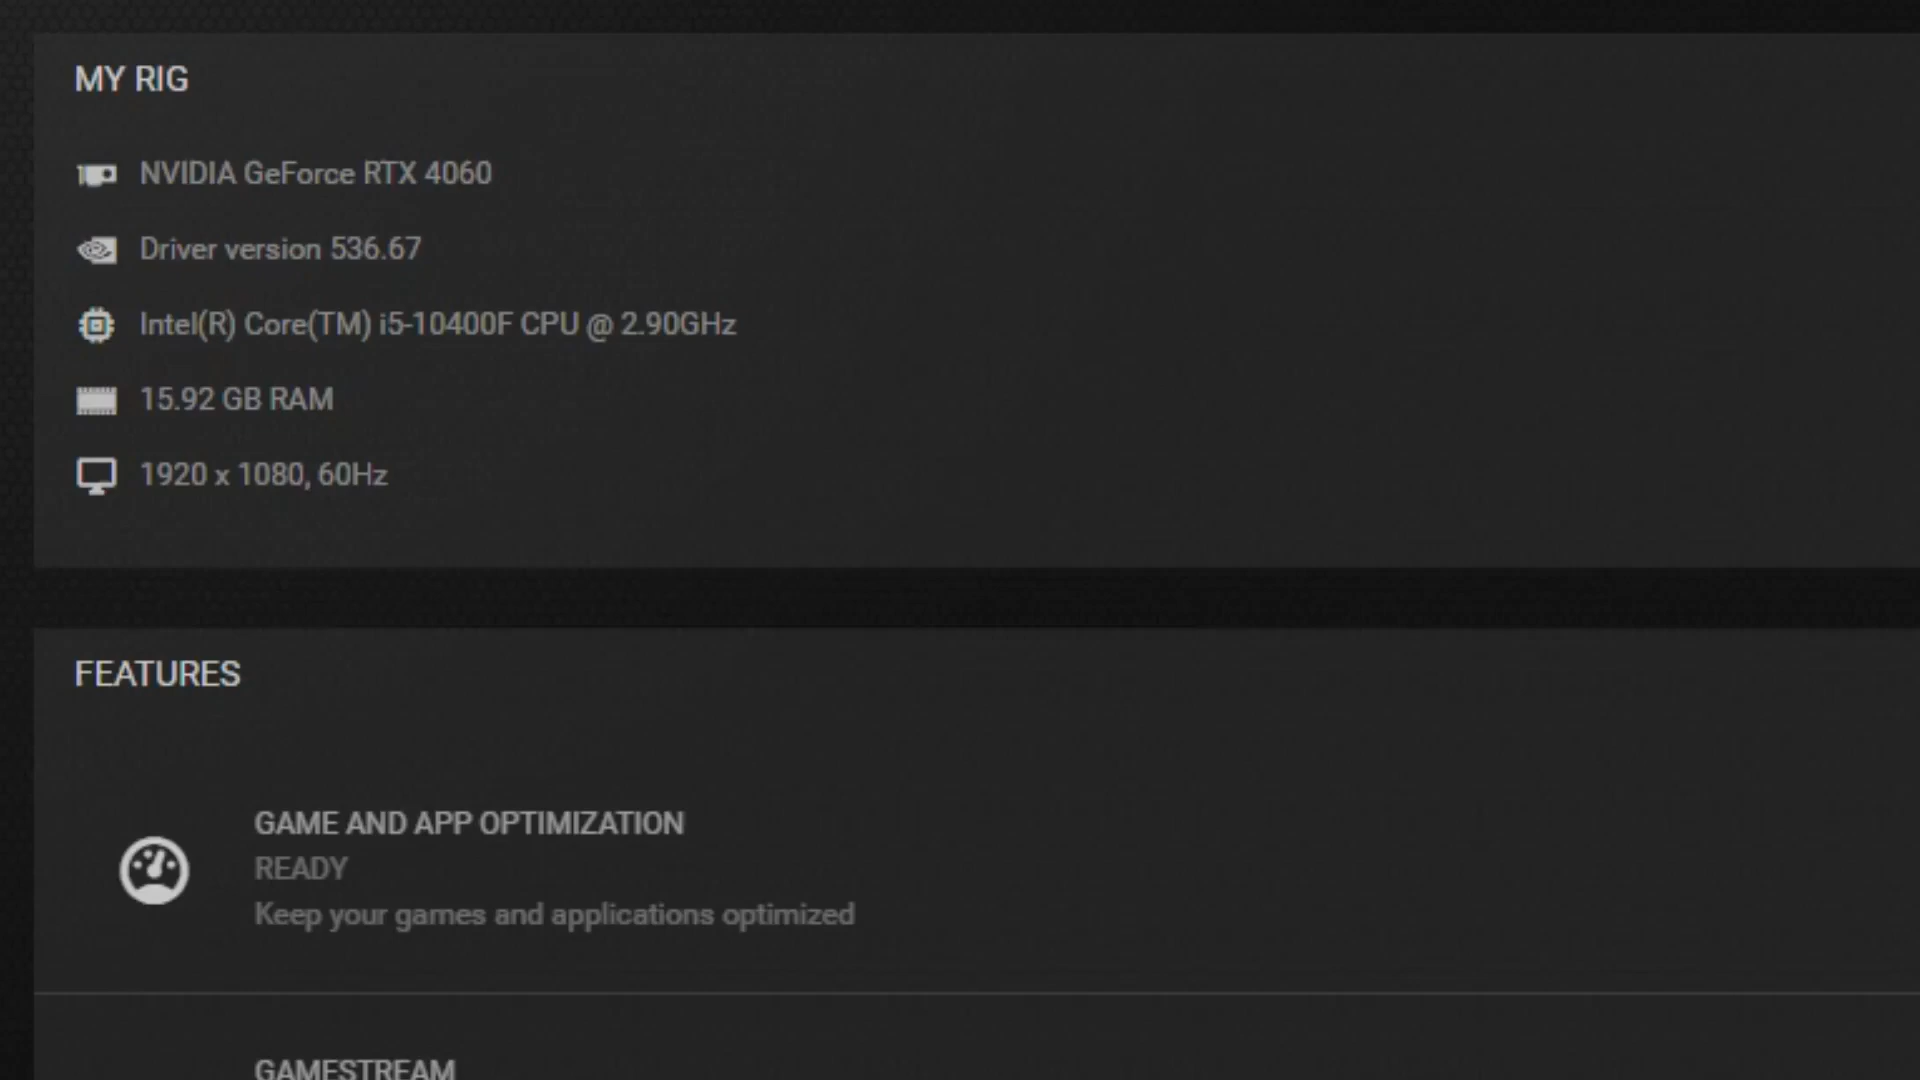 MY RIG
NVIDIA GeForce RTX 4060
Driver version 536.67
Intel(R) Core(TM) i5-10400F CPU @ 2.90GHz
15.92 GB RAM
1920 x 1080, 60Hz
FEATURES
GAME AND APP OPTIMIZATION
READY
Keep your games and applications optimized
GAMESTREAM